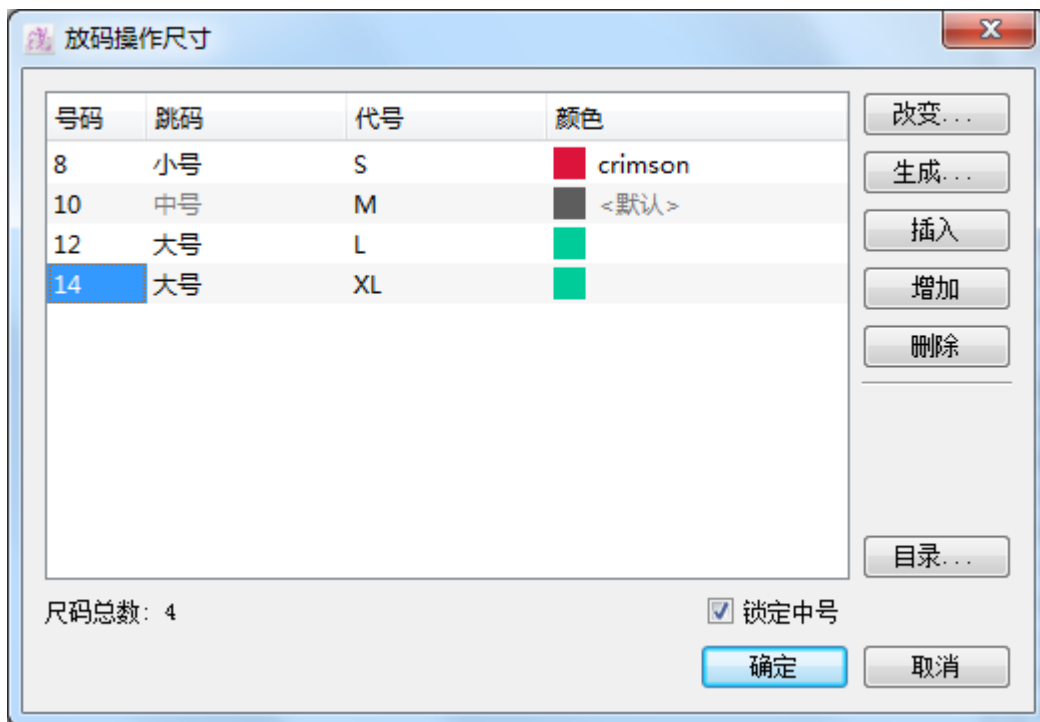 放码操作尺寸
号码 跳码 代号 颜色
8 小号 S crimson
10 中号 M <默认>
12 大号 L
14 大号 XL
改变...
生成...
插入
增加
删除
目录...
尺码总数: 4
锁定中号
确定 取消